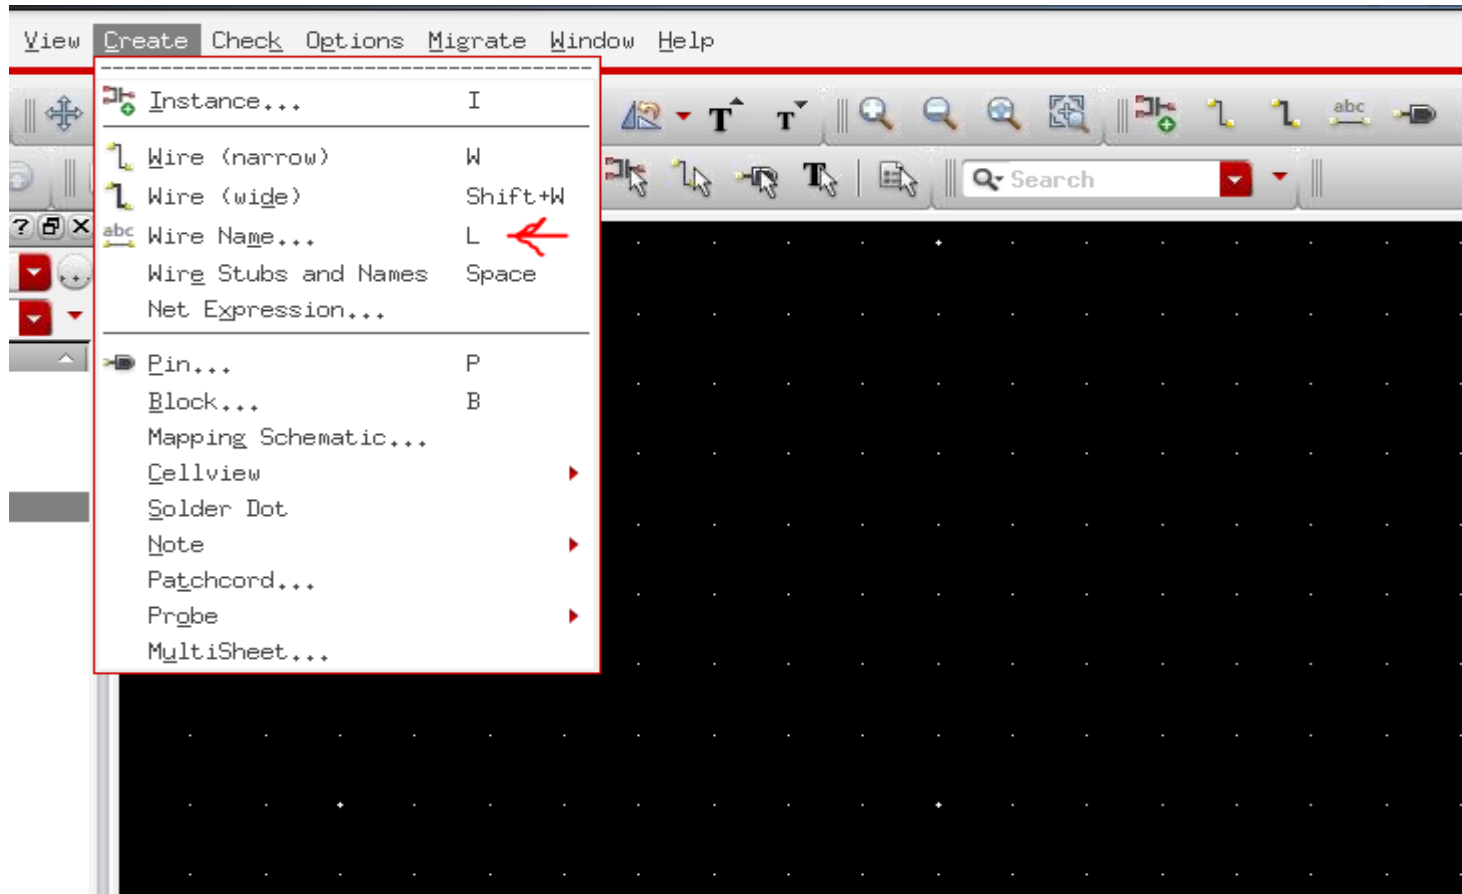 View Create Check Options Migrate Window Help
Instance... I
Wire (narrow) W
Wire (wide) Shift+W
abc Wire Name... L
Wire Stubs and Names Space
Net Expression...
Pin... P
Block... B
Mapping Schematic...
Cellview
Solder Dot
Note
Patchcord...
Probe
MultiSheet...
T T abc
T Search
?